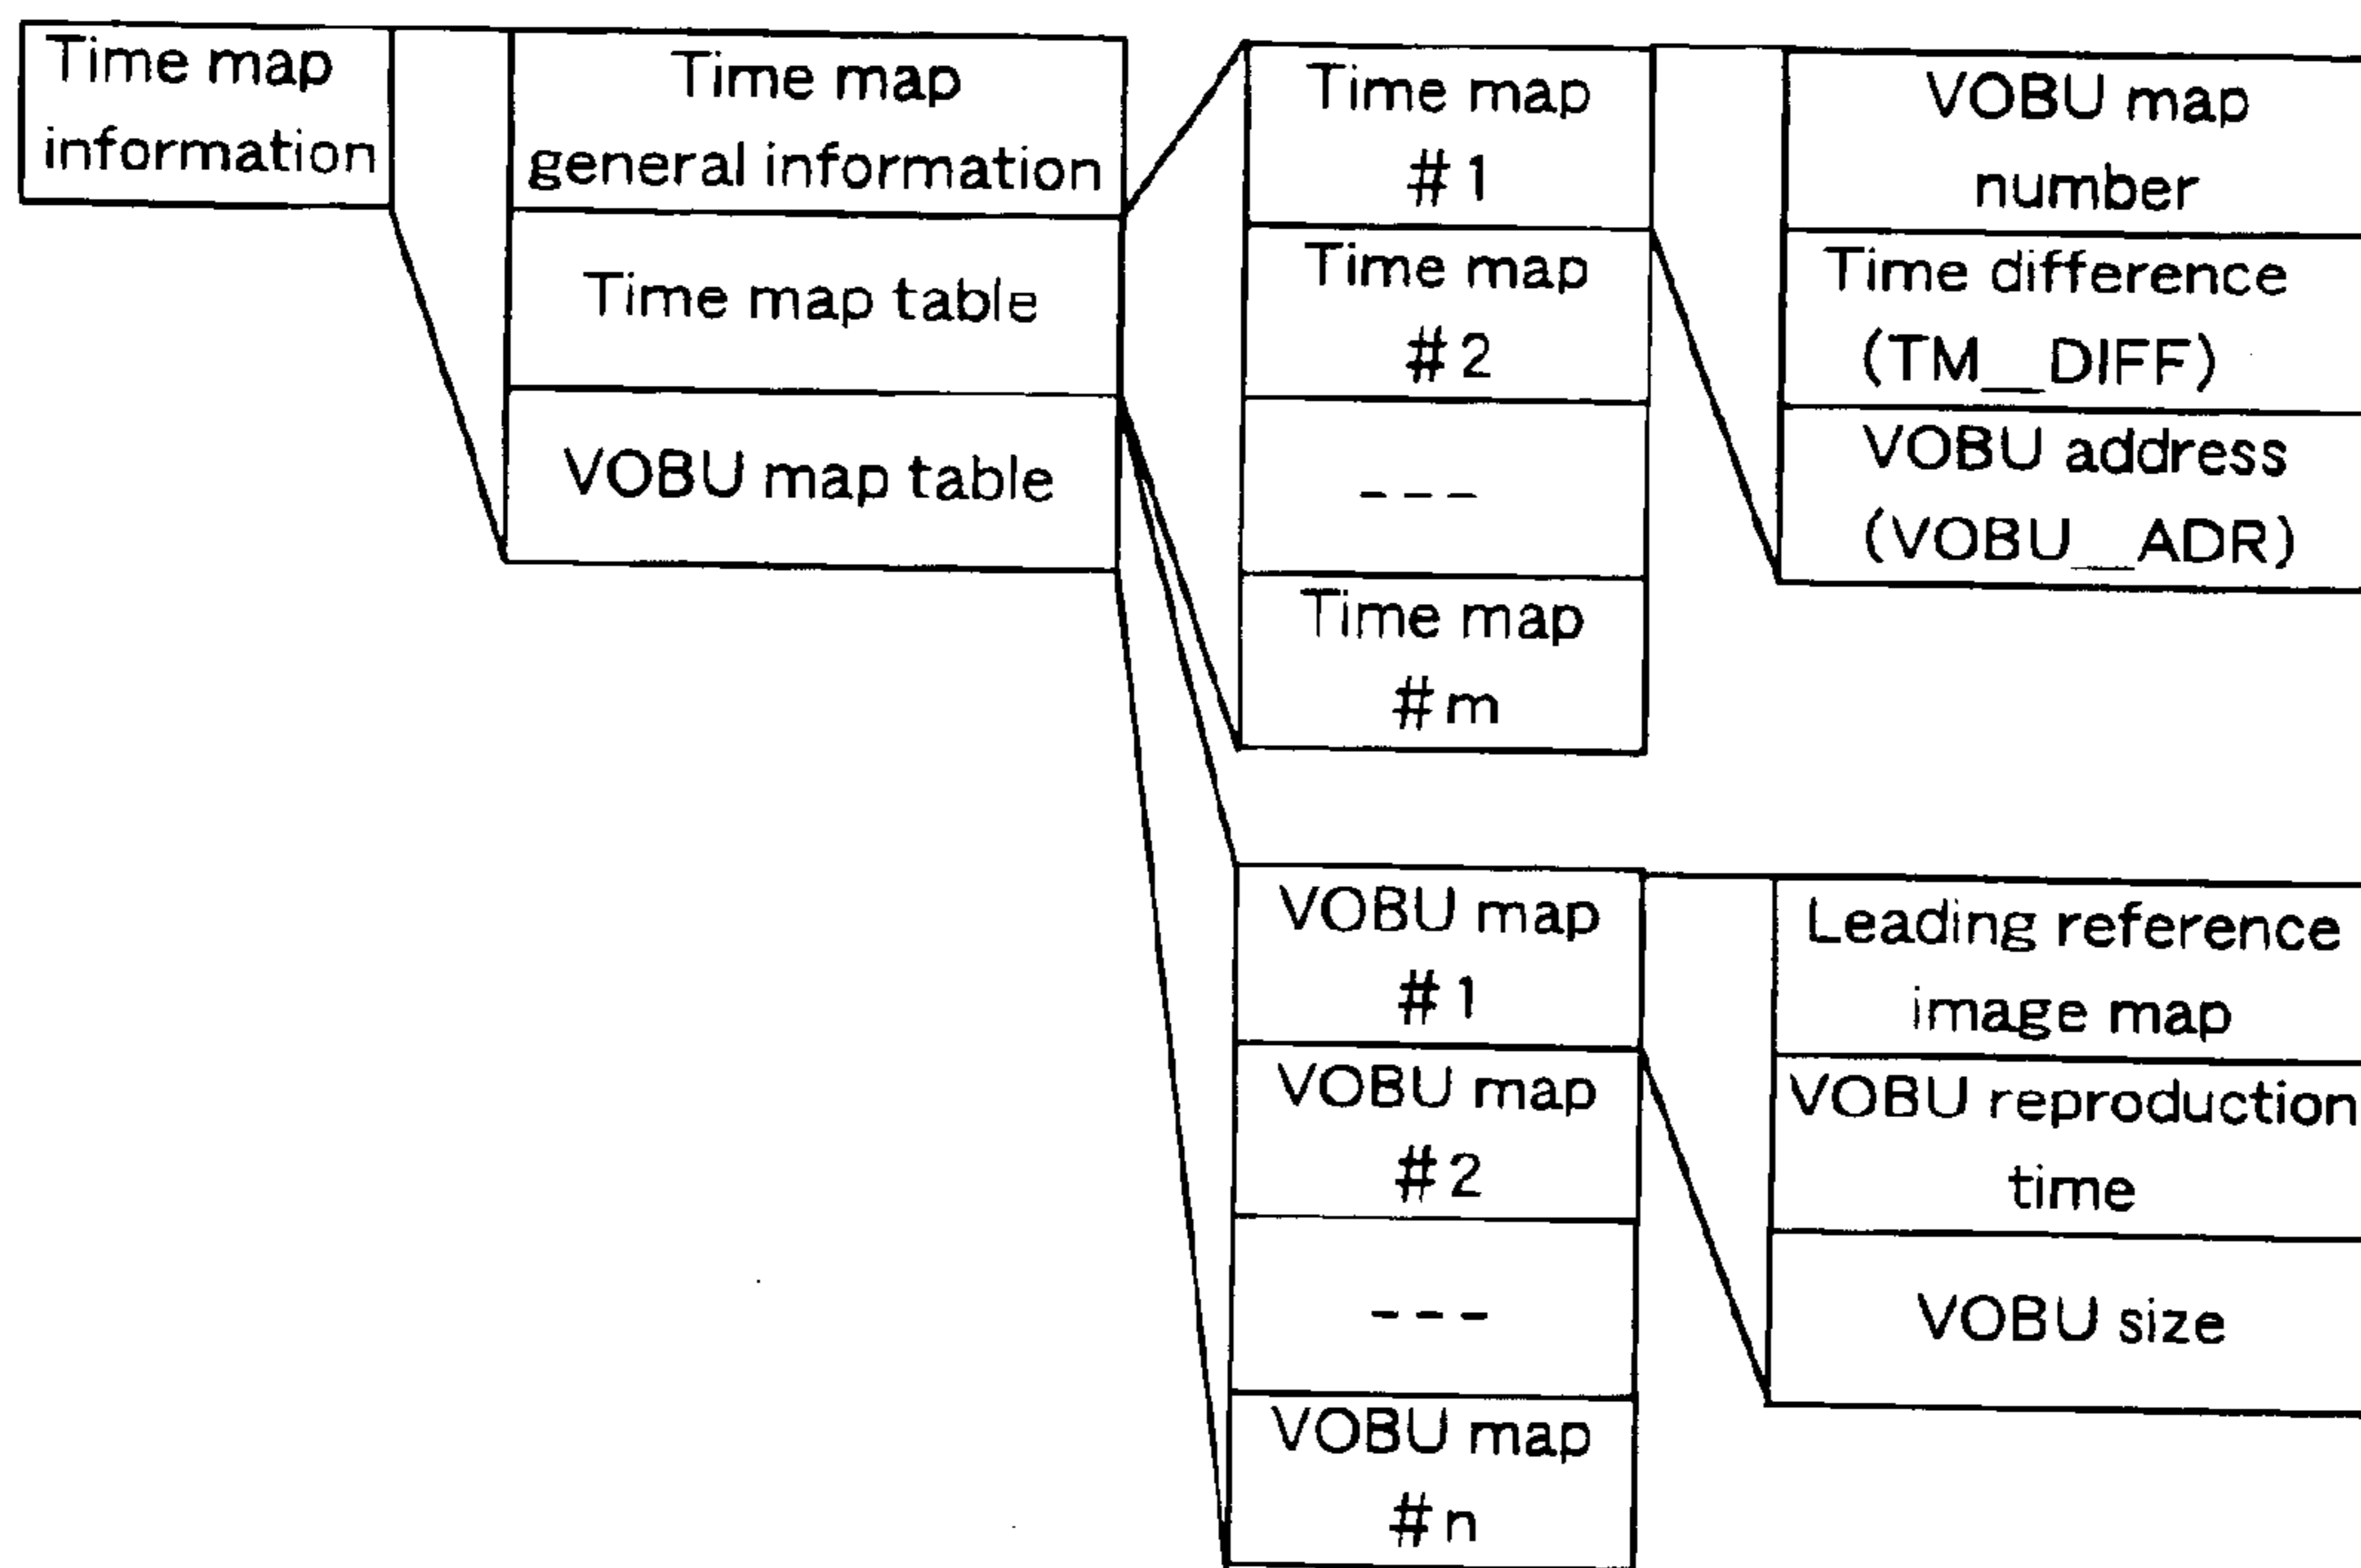 Time map
information
Time map
general information
Time map table
VOBU map table
Time map
#1
Time map
#2
---
Time map
#m
VOBU map
number
Time difference
(TM__DIFF)
VOBU address
(VOBU__ADR)
VOBU map
#1
VOBU map
#2
---
VOBU map
#n
Leading reference
image map
VOBU reproduction
time
VOBU size